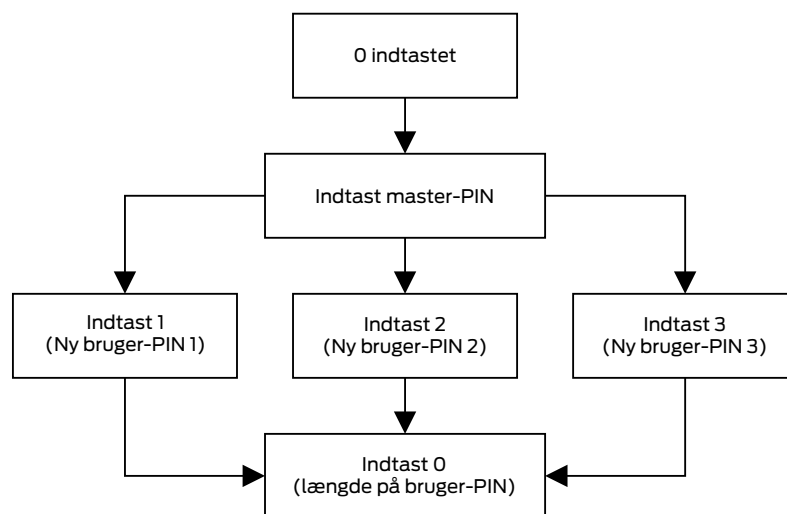 0 indtastet
Indtast master-PIN
Indtast 1
(Ny bruger-PIN 1)
Indtast 2
(Ny bruger-PIN 2)
Indtast 3
(Ny bruger-PIN 3)
Indtast 0
(længde på bruger-PIN)